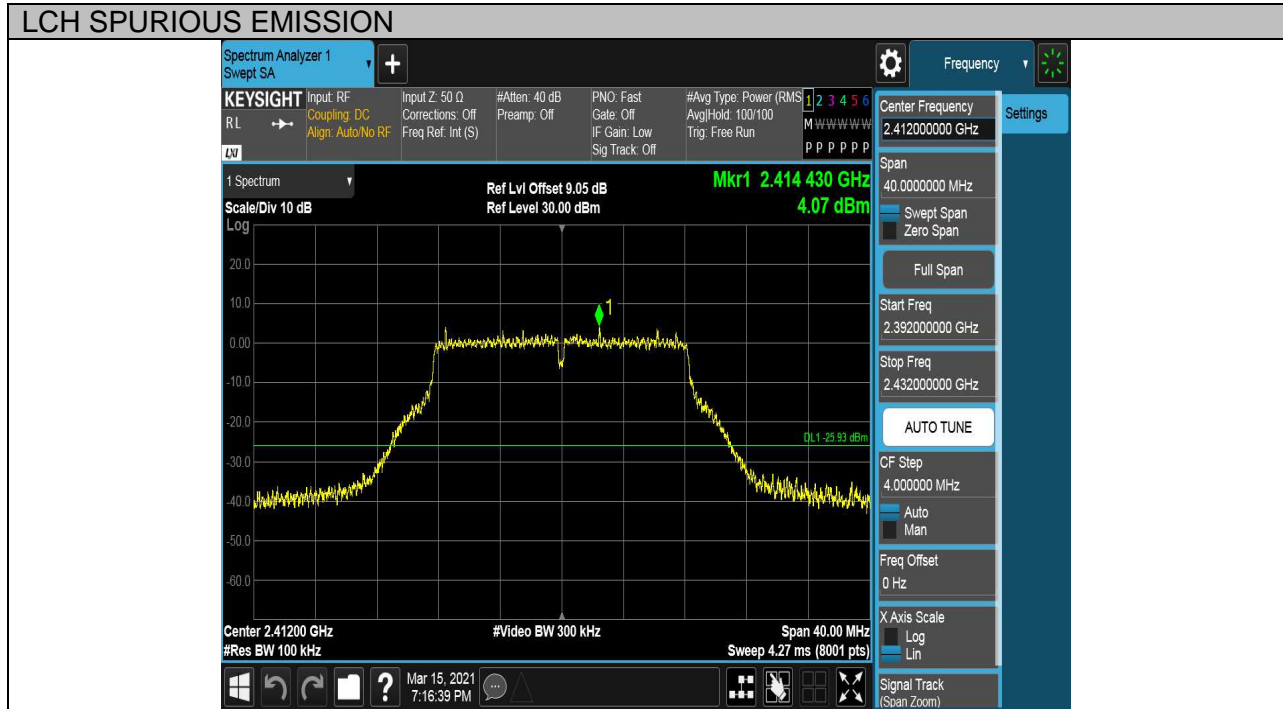 LCH SPURIOUS EMISSION
Spectrum Analyzer 1
Swept SA
Frequency
KEYSIGHT
RL
LXI
Input: RF
Coupling: DC
Align: Auto/No RF
Input Z: 50 Ω
Corrections: Off
Freq Ref: Int (S)
#Atten: 40 dB
Preamp: Off
PNO: Fast
Gate: Off
IF Gain: Low
Sig Track: Off
#Avg Type: Power (RMS
Avg|Hold: 100/100
Trig: Free Run
1 2 3 4 5 6
M W W W W W
P P P P P P
1 Spectrum
Scale/Div 10 dB
Ref Lvl Offset 9.05 dB
Ref Level 30.00 dBm
Mkr1 2.414 430 GHz
4.07 dBm
Log
20.0
10.0
0.00
-10.0
-20.0
-30.0
-40.0
-50.0
-60.0
1
DL1 -25.93 dBm
Center 2.41200 GHz
#Res BW 100 kHz
#Video BW 300 kHz
Span 40.00 MHz
Sweep 4.27 ms (8001 pts)
Mar 15, 2021
7:16:39 PM
?
Center Frequency
2.412000000 GHz
Settings
Span
40.0000000 MHz
Swept Span
Zero Span
Full Span
Start Freq
2.392000000 GHz
Stop Freq
2.432000000 GHz
AUTO TUNE
CF Step
4.000000 MHz
Auto
Man
Freq Offset
0 Hz
X Axis Scale
Log
Lin
Signal Track
(Span Zoom)